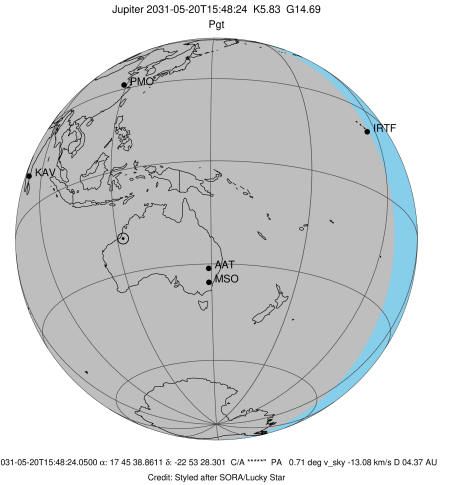 Jupiter 2031-05-20T15:48:24 K5.83 G14.69
Pgt
PMO
IRTF
KAV
AAT
MSO
031-05-20T15:48:24.0500 α: 17 45 38.8611 δ: -22 53 28.301 C/A *****" PA 0.71 deg v_sky -13.08 km/s D 04.37 AU
Credit: Styled after SORA/Lucky Star